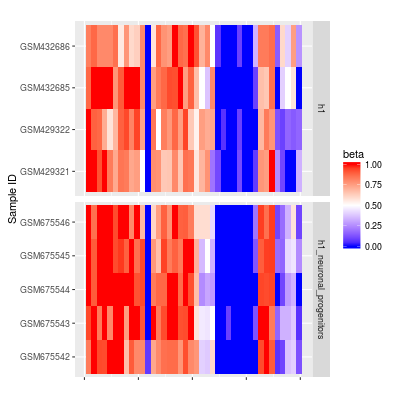 GSM432686
GSM432685
GSM429322
GSM429321
h1
GSM675546
GSM675545
GSM675544
GSM675543
GSM675542
h1_neuronal_progenitors
Sample ID
beta
1.00
0.75
0.50
0.25
0.00